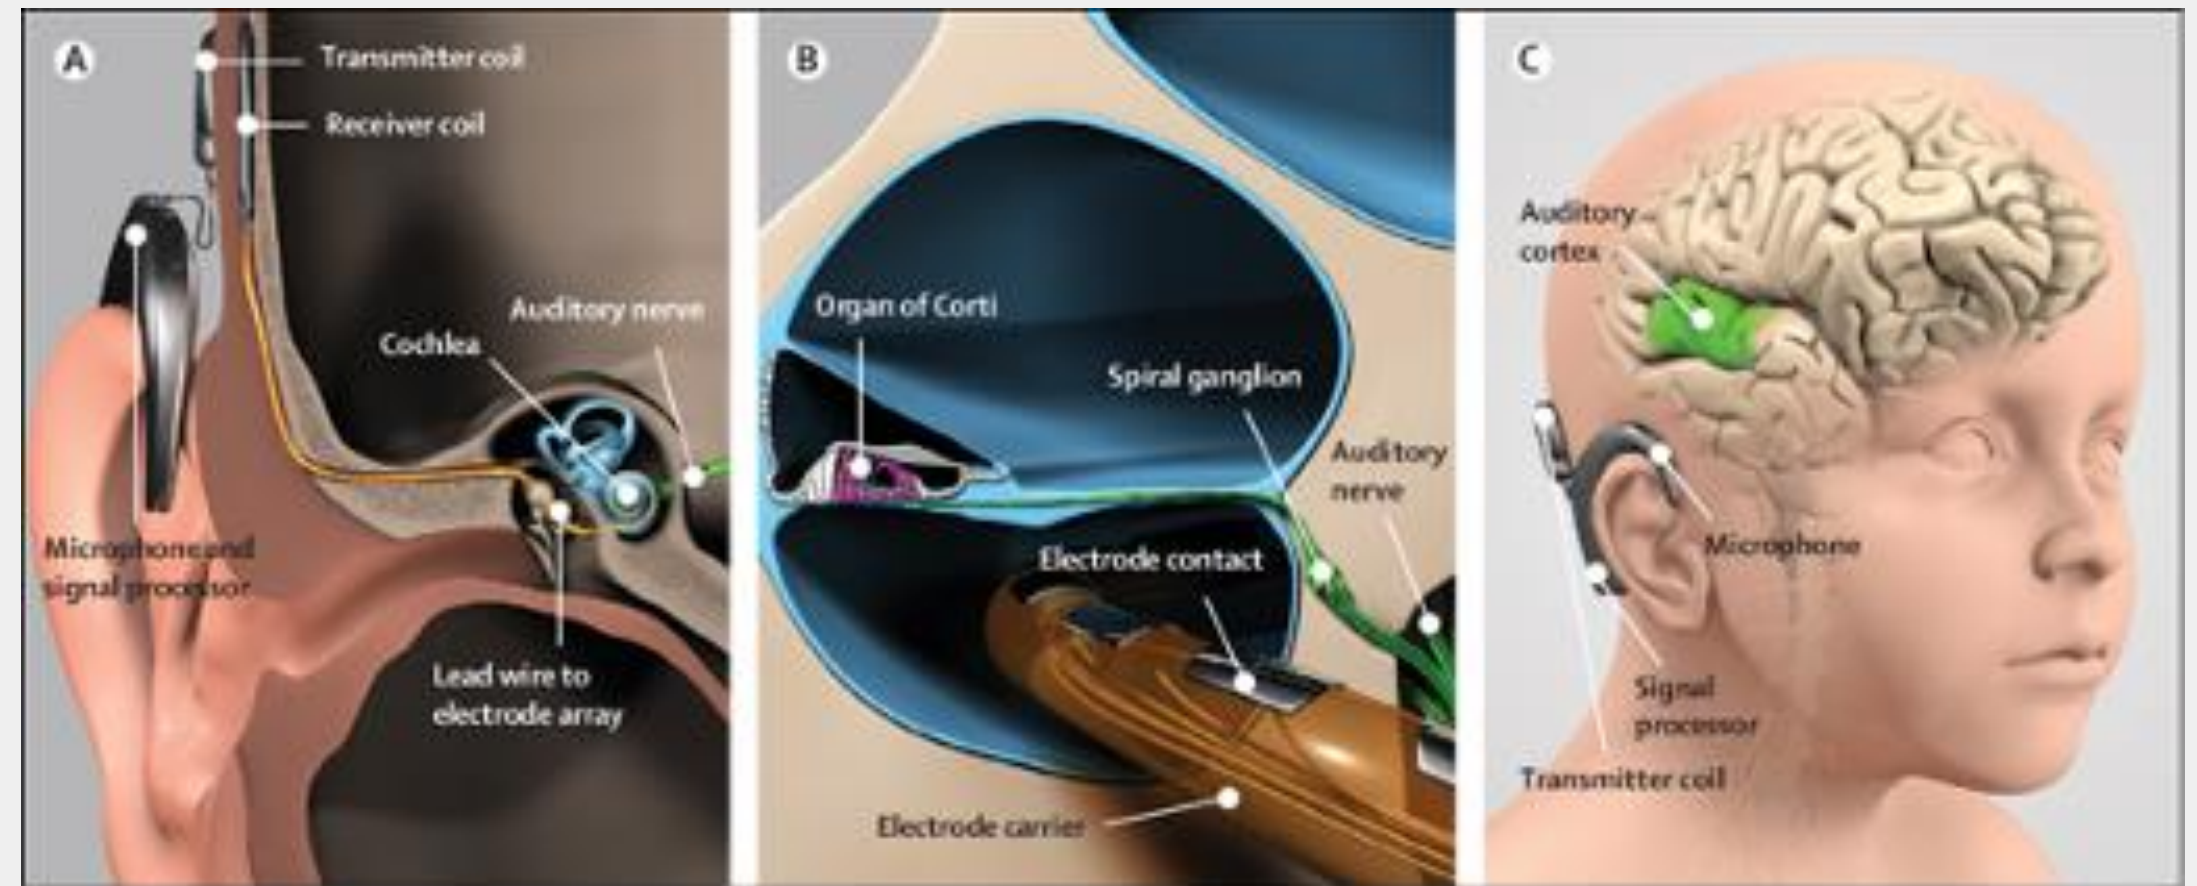 A
Transmitter coil
Receiver coil
Auditory nerve
Cochlea
Microphone and
signal processor
Lead wire to
electrode array
B
Organ of Corti
Spiral ganglion
Auditory
nerve
Electrode contact
Electrode carrier
C
Auditory
cortex
Microphone
Signal
processor
Transmitter coil